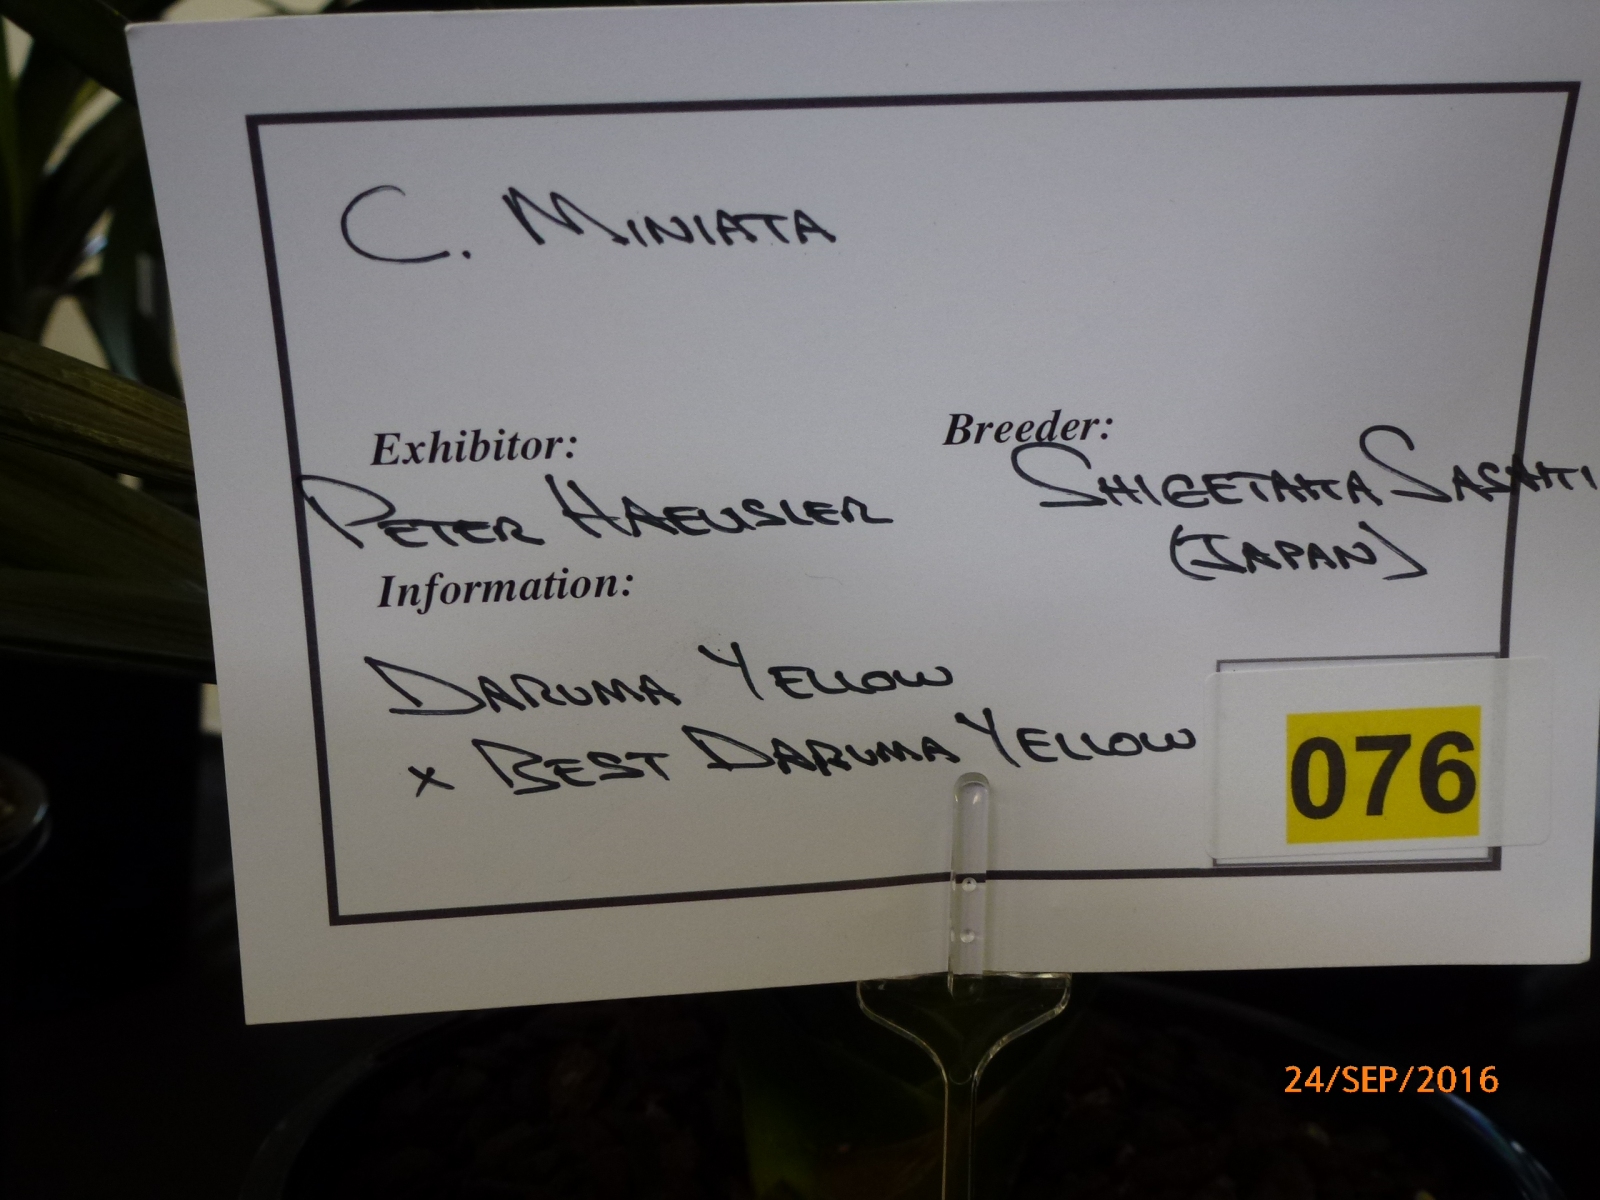 C. MINIATA
Exhibitor:
Breeder:
PETER HAEUSLER
SHIGETAKA SASAKI
(JAPAN)
Information:
DARUMA YELLOW
x BEST DARUMA YELLOW
076
24/SEP/2016